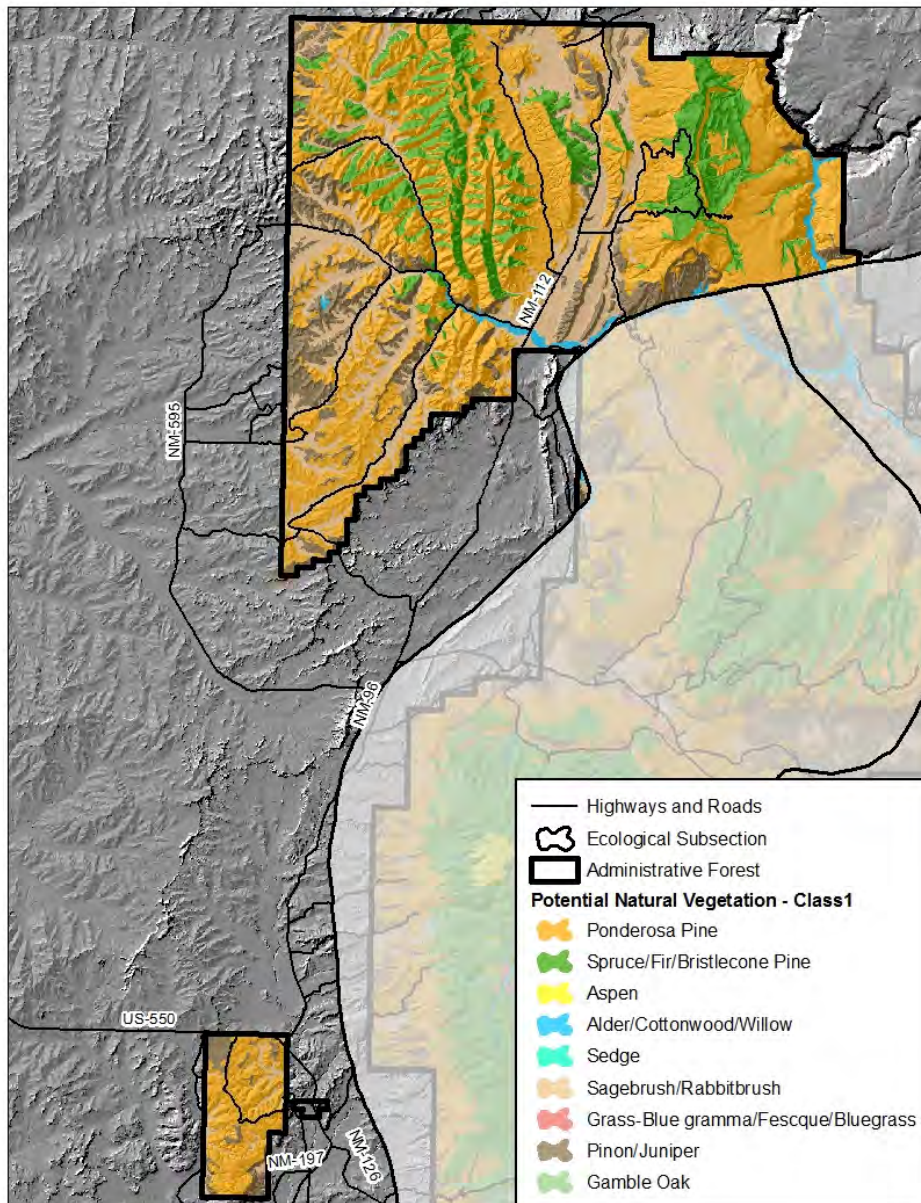 NM-112
NM-595
NM-96
Highways and Roads
Ecological Subsection
Administrative Forest
Potential Natural Vegetation - Class1
Ponderosa Pine
Spruce/Fir/Bristlecone Pine
Aspen
Alder/Cottonwood/Willow
Sedge
Sagebrush/Rabbitbrush
Grass-Blue gramma/Fescque/Bluegrass
Pinon/Juniper
Gamble Oak
US-550
NM-197
NM-126